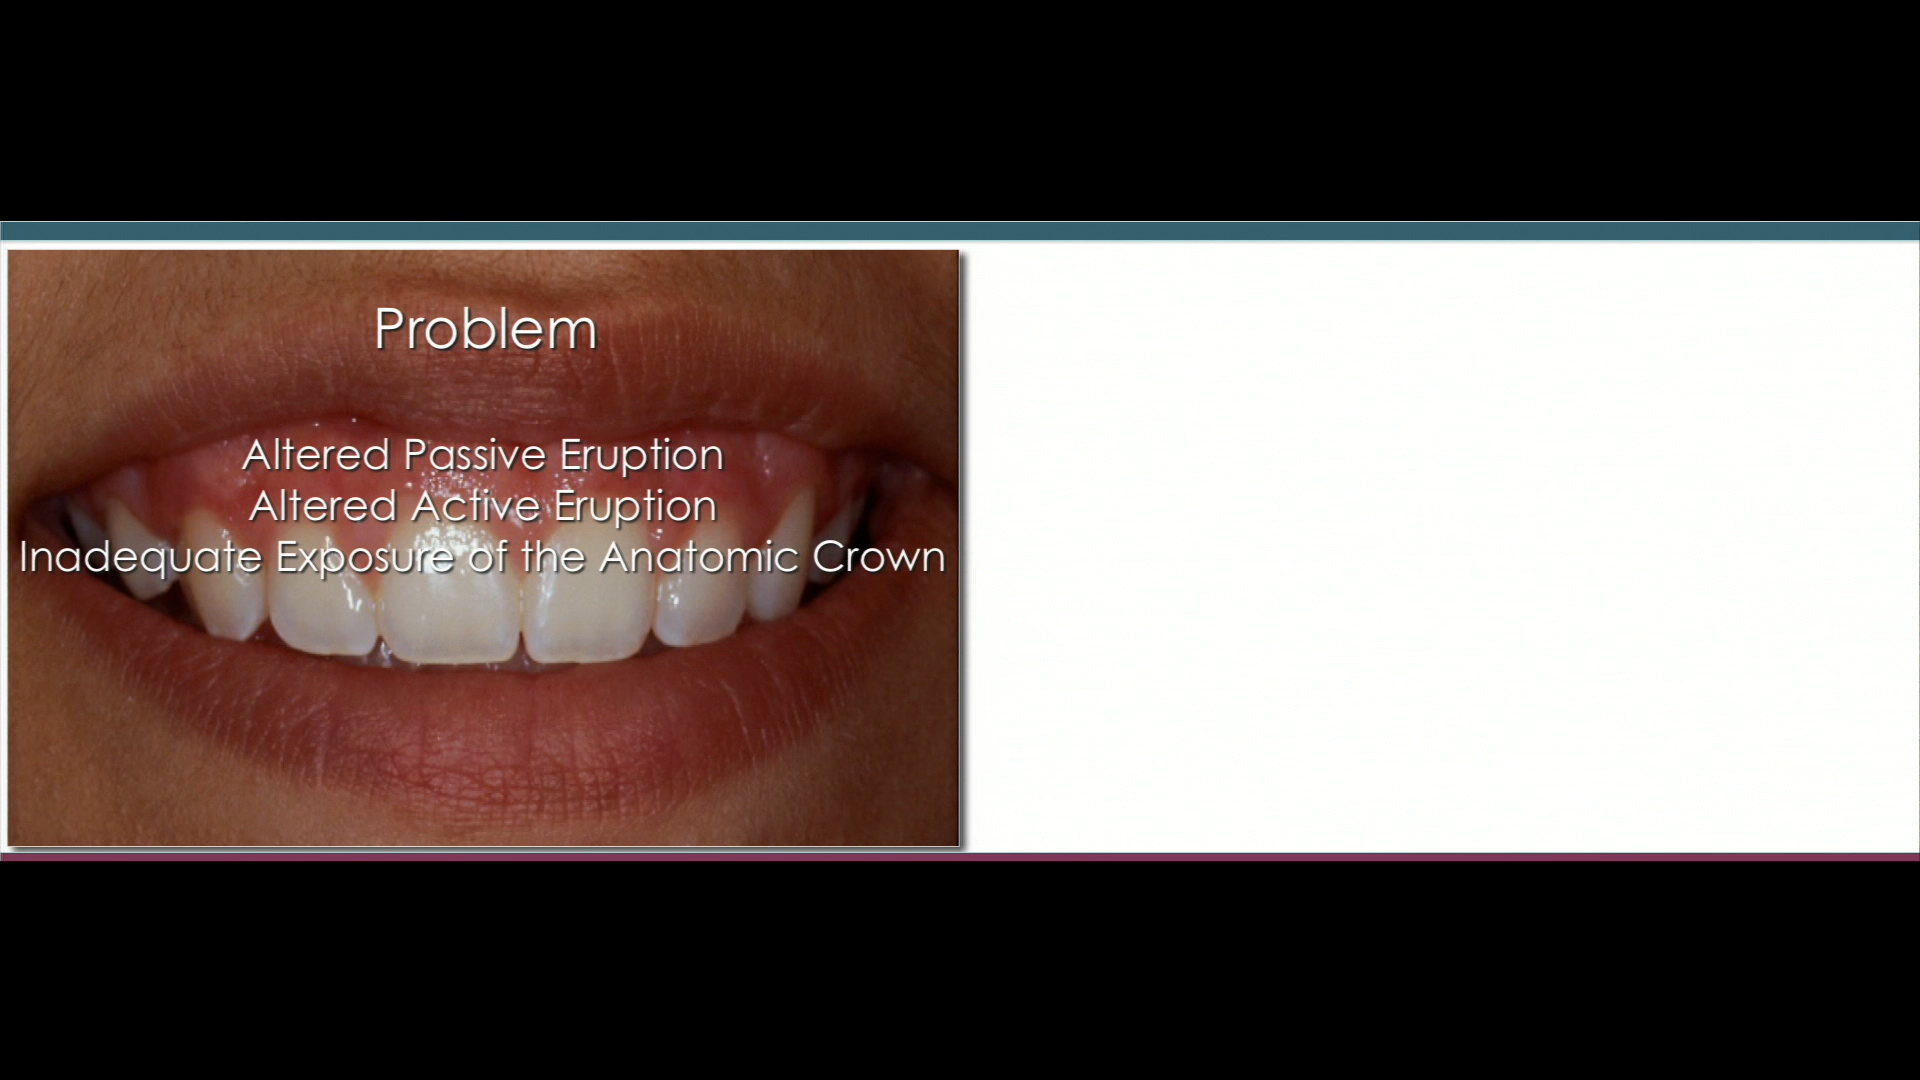 Problem
Altered Passive Eruption
Altered Active Eruption
Inadequate Exposure of the Anatomic Crown